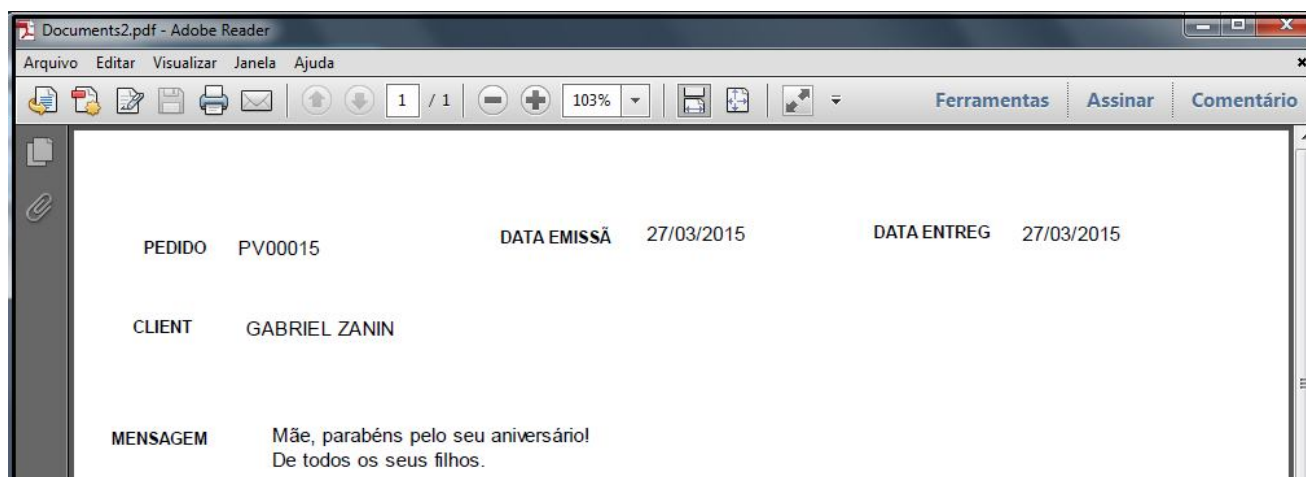 Documents2.pdf - Adobe Reader
Arquivo Editar Visualizar Janela Ajuda
1 / 1 103% Ferramentas Assinar Comentário
PEDIDO PV00015 DATA EMISSÃ 27/03/2015 DATA ENTREG 27/03/2015
CLIENT GABRIEL ZANIN
MENSAGEM Mãe, parabéns pelo seu aniversário!
De todos os seus filhos.